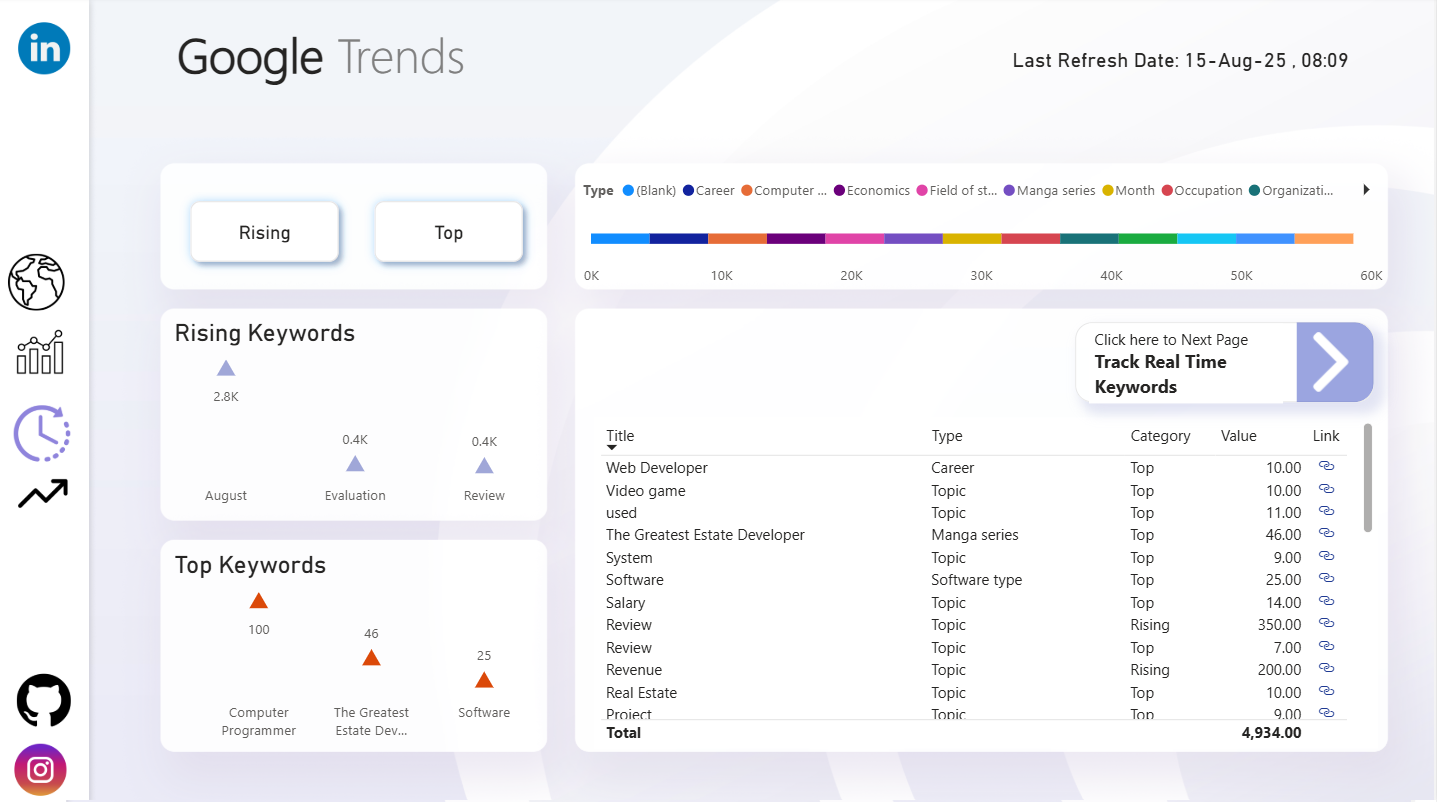 in
Google Trends
Last Refresh Date: 15-Aug-25 , 08:09
Rising
Top
Type (Blank) Career Computer ... Economics Field of st... Manga series Month Occupation Organizati...
0K 10K 20K 30K 40K 50K 60K
Rising Keywords
2.8K
0.4K
0.4K
August Evaluation Review
Top Keywords
100
46
25
Computer
Programmer
The Greatest
Estate Dev...
Software
Click here to Next Page
Track Real Time
Keywords
Title Type Category Value Link
Web Developer Career Top 10.00
Video game Topic Top 10.00
used Topic Top 11.00
The Greatest Estate Developer Manga series Top 46.00
System Topic Top 9.00
Software Software type Top 25.00
Salary Topic Top 14.00
Review Topic Rising 350.00
Review Topic Top 7.00
Revenue Topic Rising 200.00
Real Estate Topic Top 10.00
Project Topic Top 9.00
Total 4,934.00